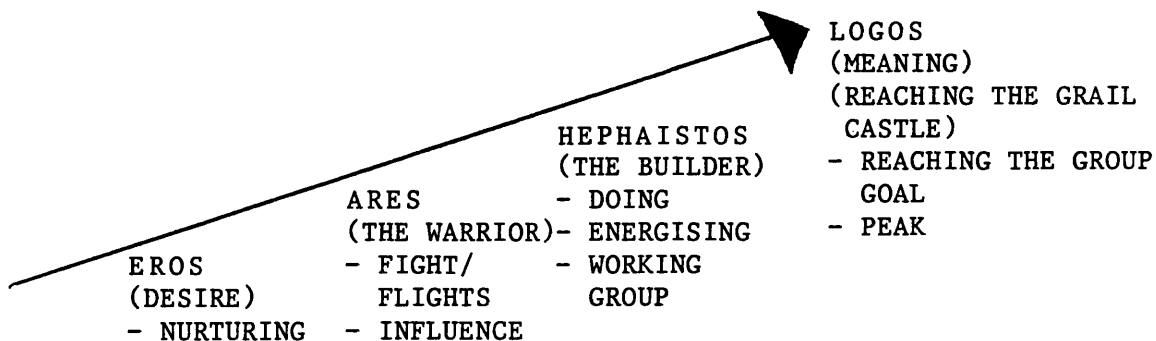 EROS
(DESIRE)
- NURTURING
ARES
(THE WARRIOR)
- FIGHT/
FLIGHTS
- INFLUENCE
HEPHAISTOS
(THE BUILDER)
- DOING
- ENERGISING
- WORKING
GROUP
LOGOS
(MEANING)
(REACHING THE GRAIL
CASTLE)
- REACHING THE GROUP
GOAL
- PEAK